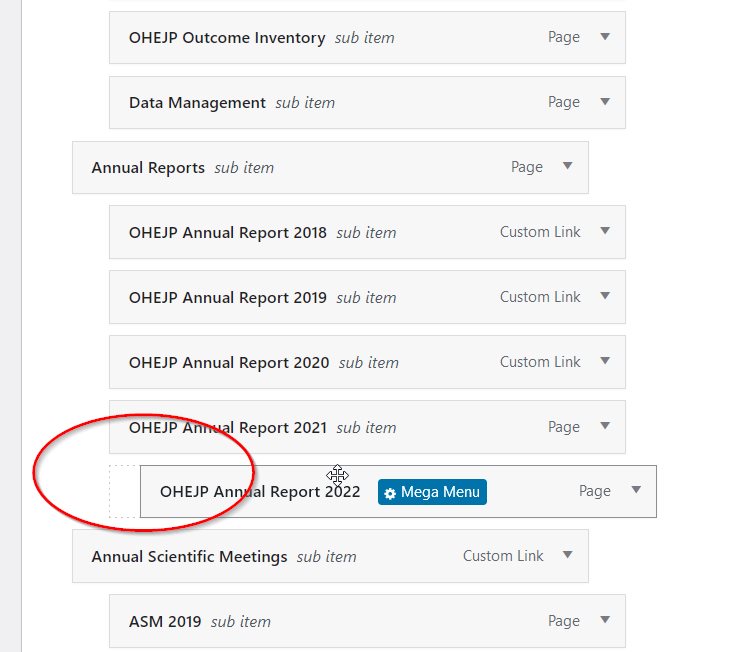 OHEJP Outcome Inventory sub item Page
Data Management sub item Page
Annual Reports sub item Page
OHEJP Annual Report 2018 sub item Custom Link
OHEJP Annual Report 2019 sub item Custom Link
OHEJP Annual Report 2020 sub item Custom Link
OHEJP Annual Report 2021 sub item Page
OHEJP Annual Report 2022 Mega Menu Page
Annual Scientific Meetings sub item Custom Link
ASM 2019 sub item Page